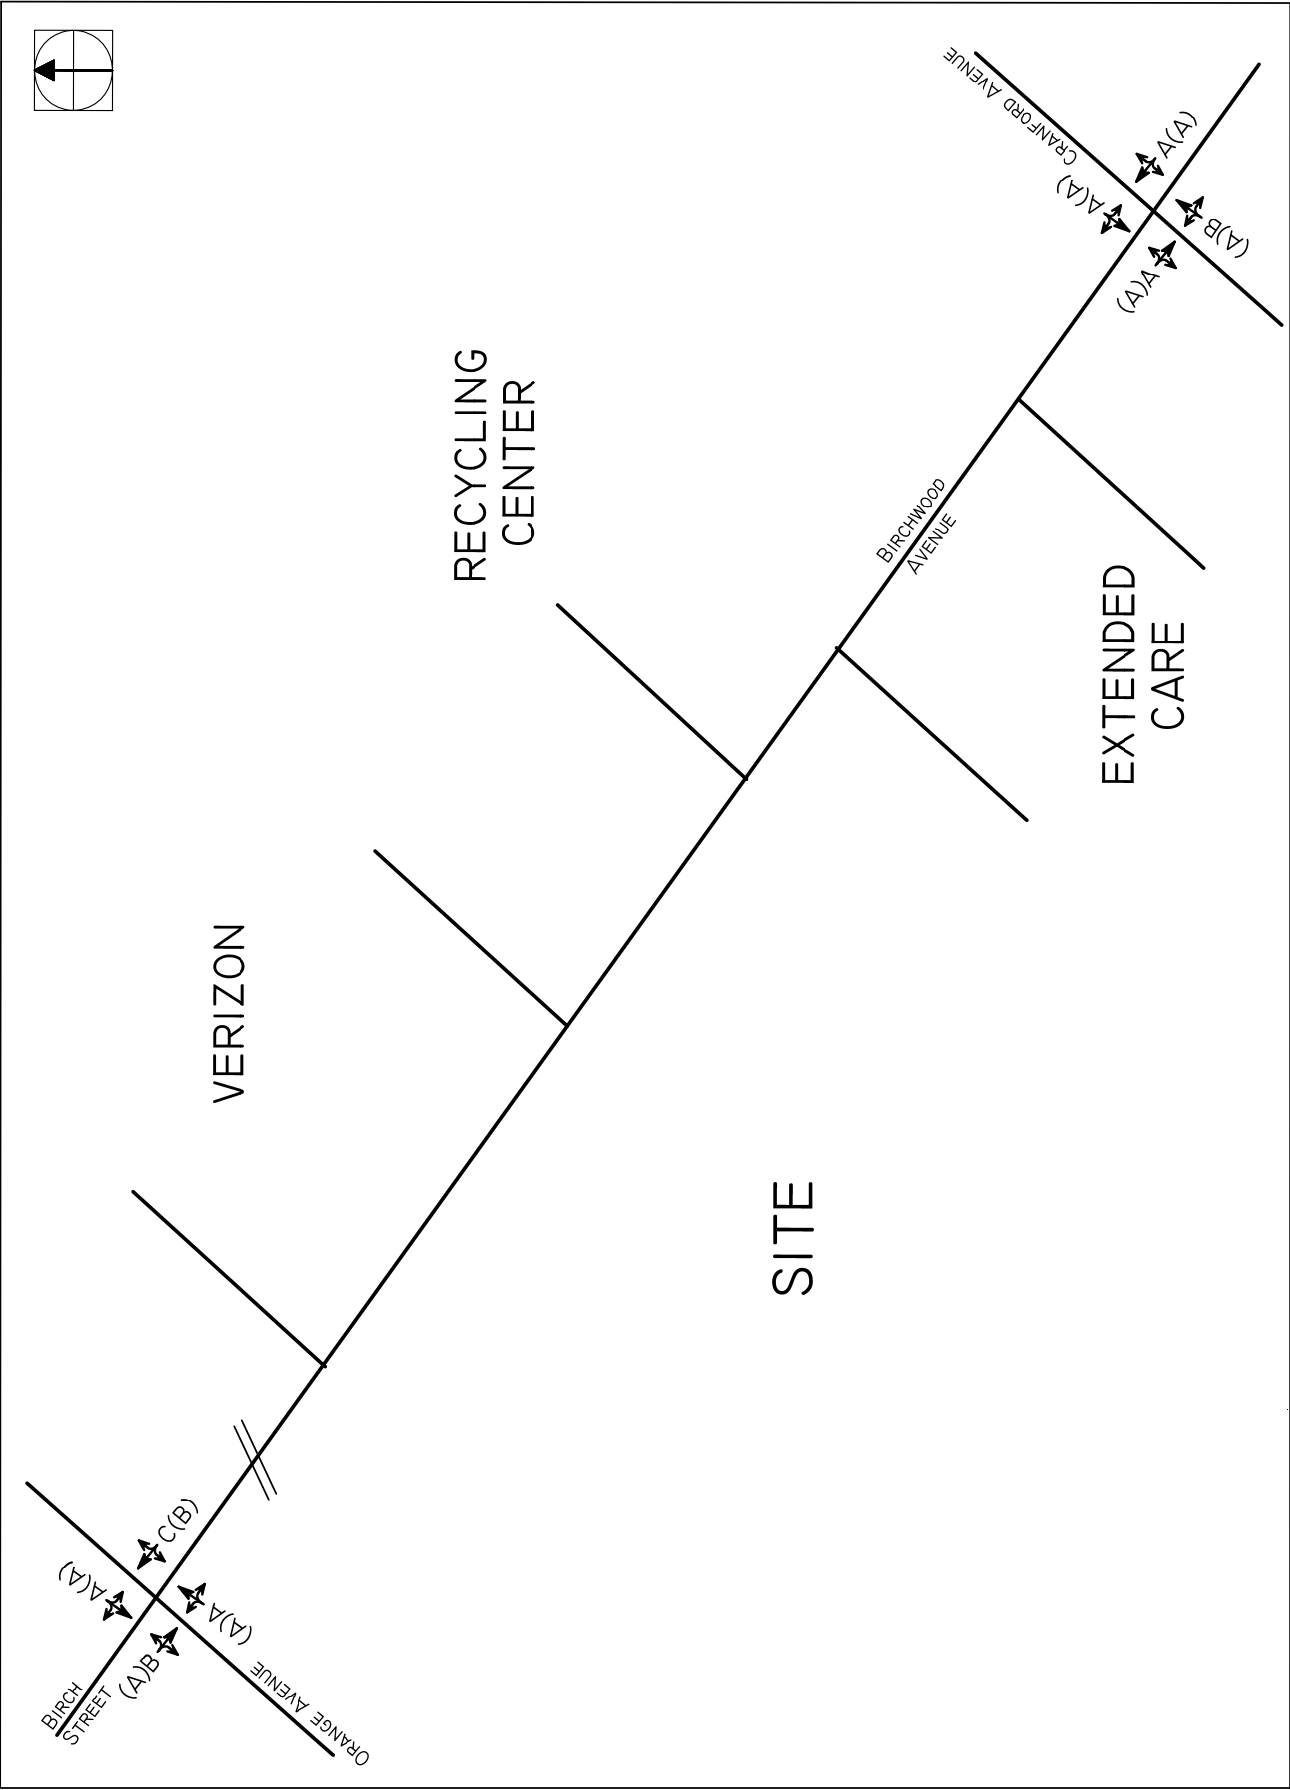 CRANFORD AVENUE
A(A)
A(A)
(A)B
(A)A
RECYCLING
CENTER
BIRCHWOOD
AVENUE
EXTENDED
CARE
VERIZON
SITE
C(B)
A(A)
(A)A
(A)B
BIRCH
STREET
ORANGE AVENUE